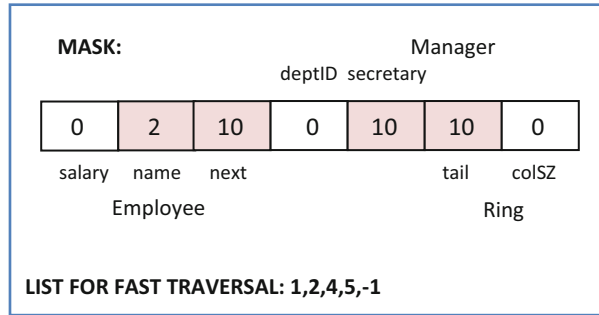 MASK: Manager
deptID secretary
0 2 10 0 10 10 0
salary name next tail colSZ
Employee Ring
LIST FOR FAST TRAVERSAL: 1,2,4,5,-1